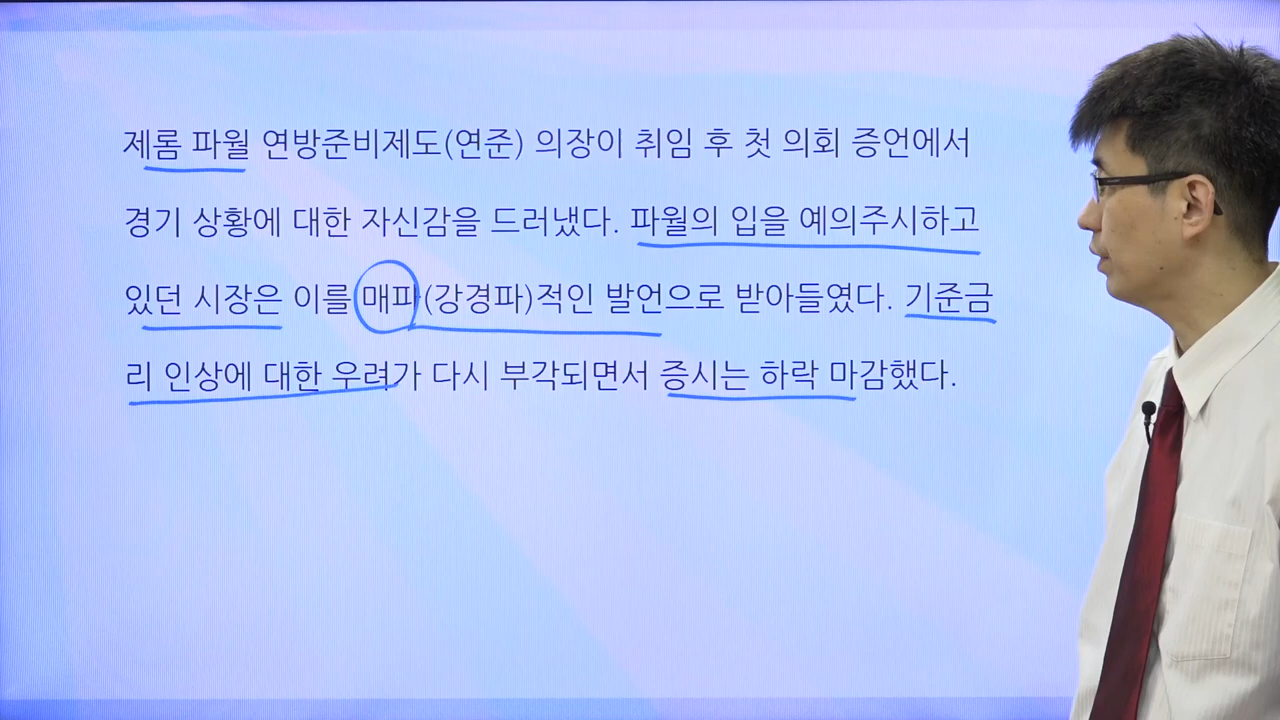 제롬 파월 연방준비제도(연준) 의장이 취임 후 첫 의회 증언에서
경기 상황에 대한 자신감을 드러냈다. 파월의 입을 예의주시하고
있던 시장은 이를 매파(강경파)적인 발언으로 받아들였다. 기준금
리 인상에 대한 우려가 다시 부각되면서 증시는 하락 마감했다.